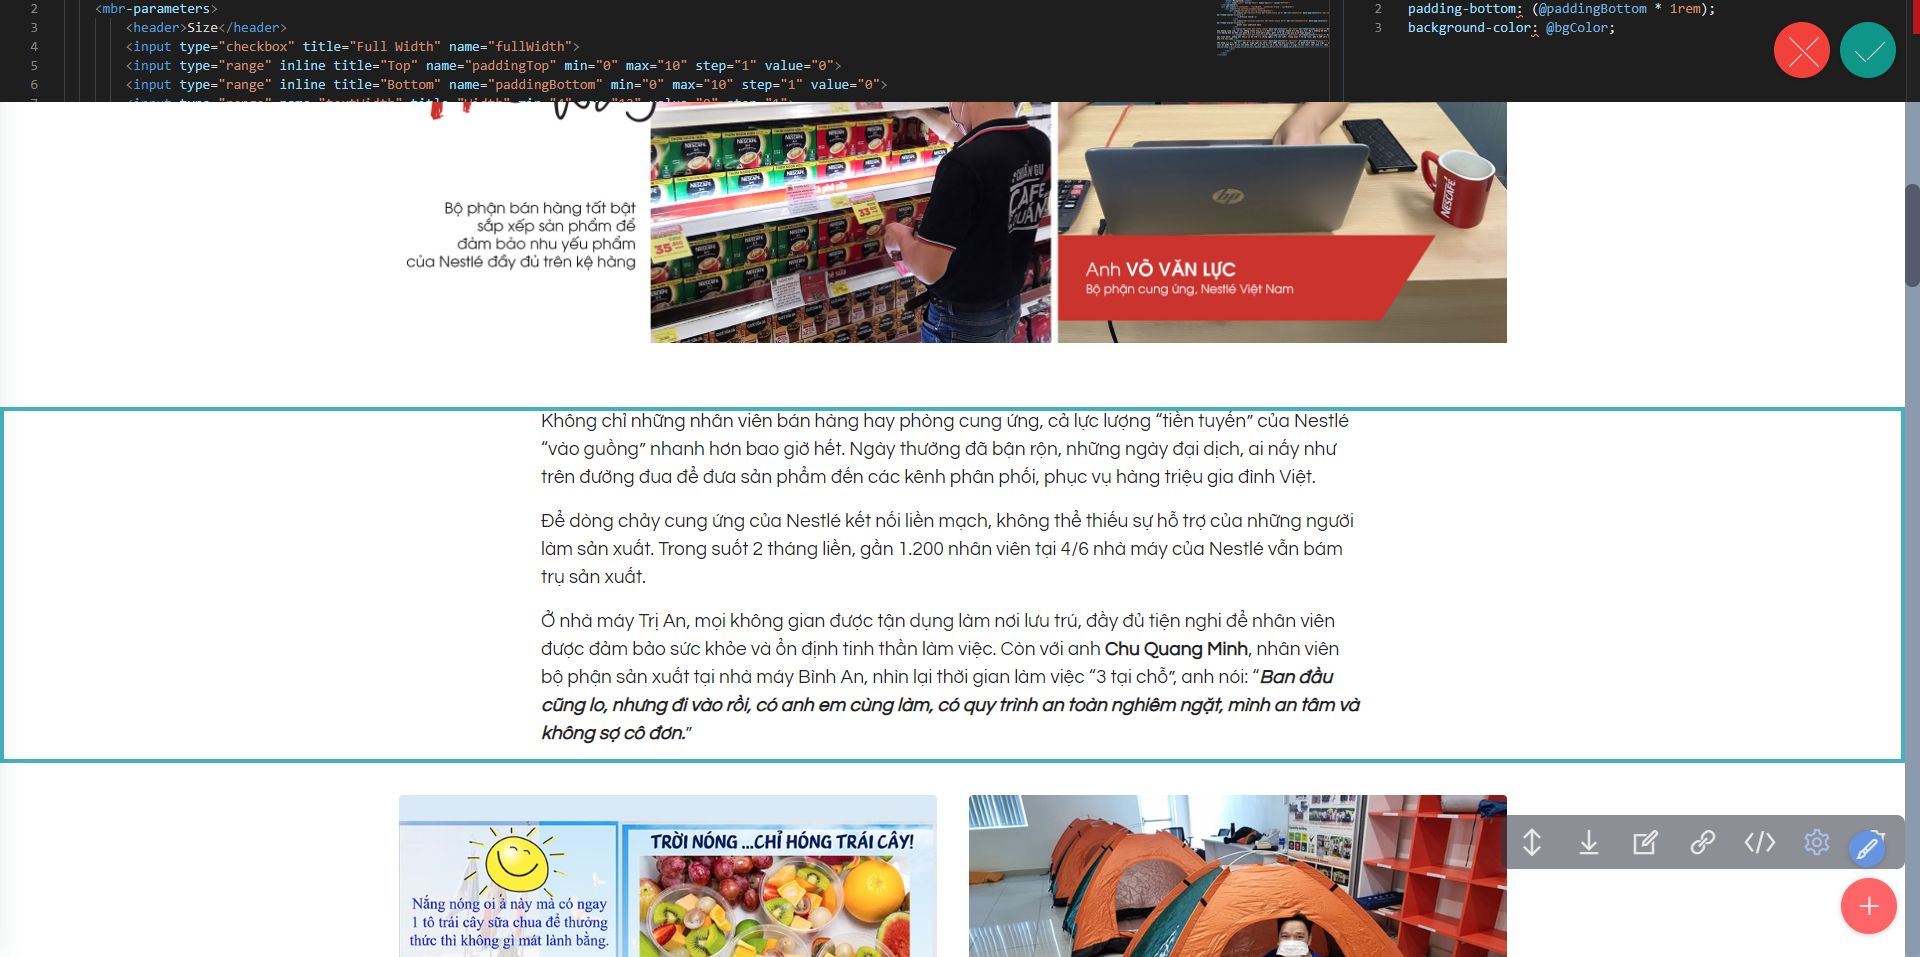 2 <mbr-parameters>
3 <header>Size</header>
4 <input type="checkbox" title="Full Width" name="fullWidth">
5 <input type="range" inline title="Top" name="paddingTop" min="0" max="10" step="1" value="0">
6 <input type="range" inline title="Bottom" name="paddingBottom" min="0" max="10" step="1" value="0">
2 padding-bottom: (@paddingBottom * 1rem);
3 background-color: @bgColor;
Bộ phận bán hàng tất bật
sắp xếp sản phẩm để
đảm bảo nhu yếu phẩm
của Nestlé đầy đủ trên kệ hàng
NESCAFÉ
CHUẨN GU
CAFÉ
33
35
hp
NESCAFÉ
Anh VÕ VĂN LỰC
Bộ phận cung ứng, Nestlé Việt Nam
Không chỉ những nhân viên bán hàng hay phòng cung ứng, cả lực lượng “tiền tuyến” của Nestlé
“vào guồng” nhanh hơn bao giờ hết. Ngày thường đã bận rộn, những ngày đại dịch, ai nấy như
trên đường đua để đưa sản phẩm đến các kênh phân phối, phục vụ hàng triệu gia đình Việt.
Để dòng chảy cung ứng của Nestlé kết nối liền mạch, không thể thiếu sự hỗ trợ của những người
làm sản xuất. Trong suốt 2 tháng liền, gần 1.200 nhân viên tại 4/6 nhà máy của Nestlé vẫn bám
trụ sản xuất.
Ở nhà máy Trị An, mọi không gian được tận dụng làm nơi lưu trú, đầy đủ tiện nghi để nhân viên
được đảm bảo sức khỏe và ổn định tinh thần làm việc. Còn với anh Chu Quang Minh, nhân viên
bộ phận sản xuất tại nhà máy Bình An, nhìn lại thời gian làm việc “3 tại chỗ”, anh nói: “Ban đầu
cũng lo, nhưng đi vào rồi, có anh em cùng làm, có quy trình an toàn nghiêm ngặt, mình an tâm và
không sợ cô đơn.”
TRỜI NÓNG ...CHỈ HÓNG TRÁI CÂY!
Nắng nóng oi ả này mà có ngay
1 tô trái cây sữa chua để thưởng
thức thì không gì mát lành bằng.